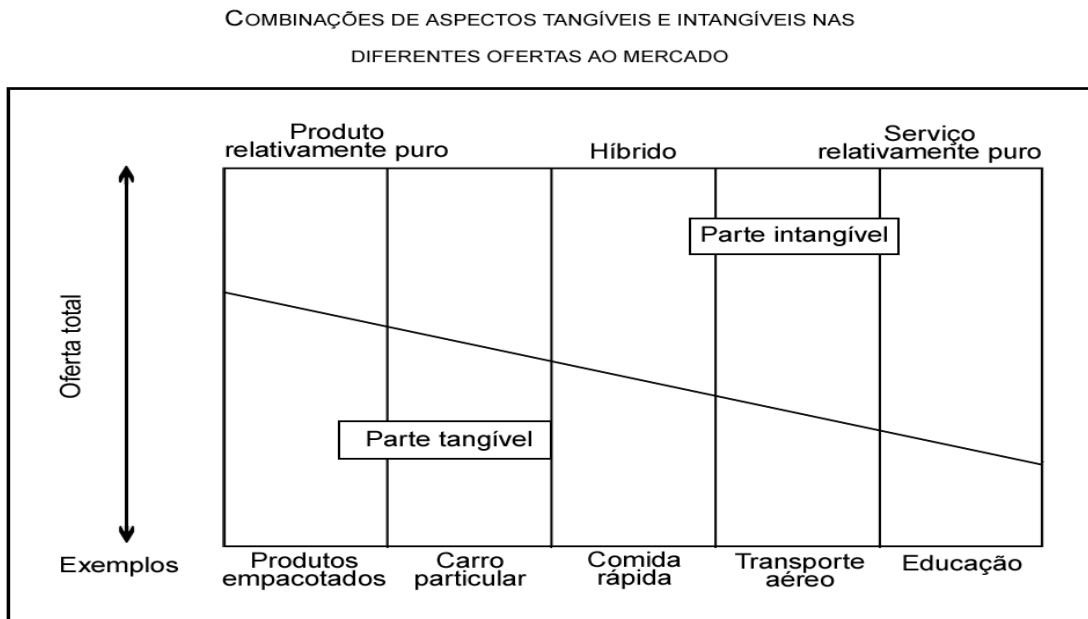 COMBINAÇÕES DE ASPECTOS TANGÍVEIS E INTANGÍVEIS NAS
DIFERENTES OFERTAS AO MERCADO
Produto
relativamente puro
Híbrido
Serviço
relativamente puro
Parte intangível
Oferta total
Parte tangível
Exemplos
Produtos
empacotados
Carro
particular
Comida
rápida
Transporte
aéreo
Educação